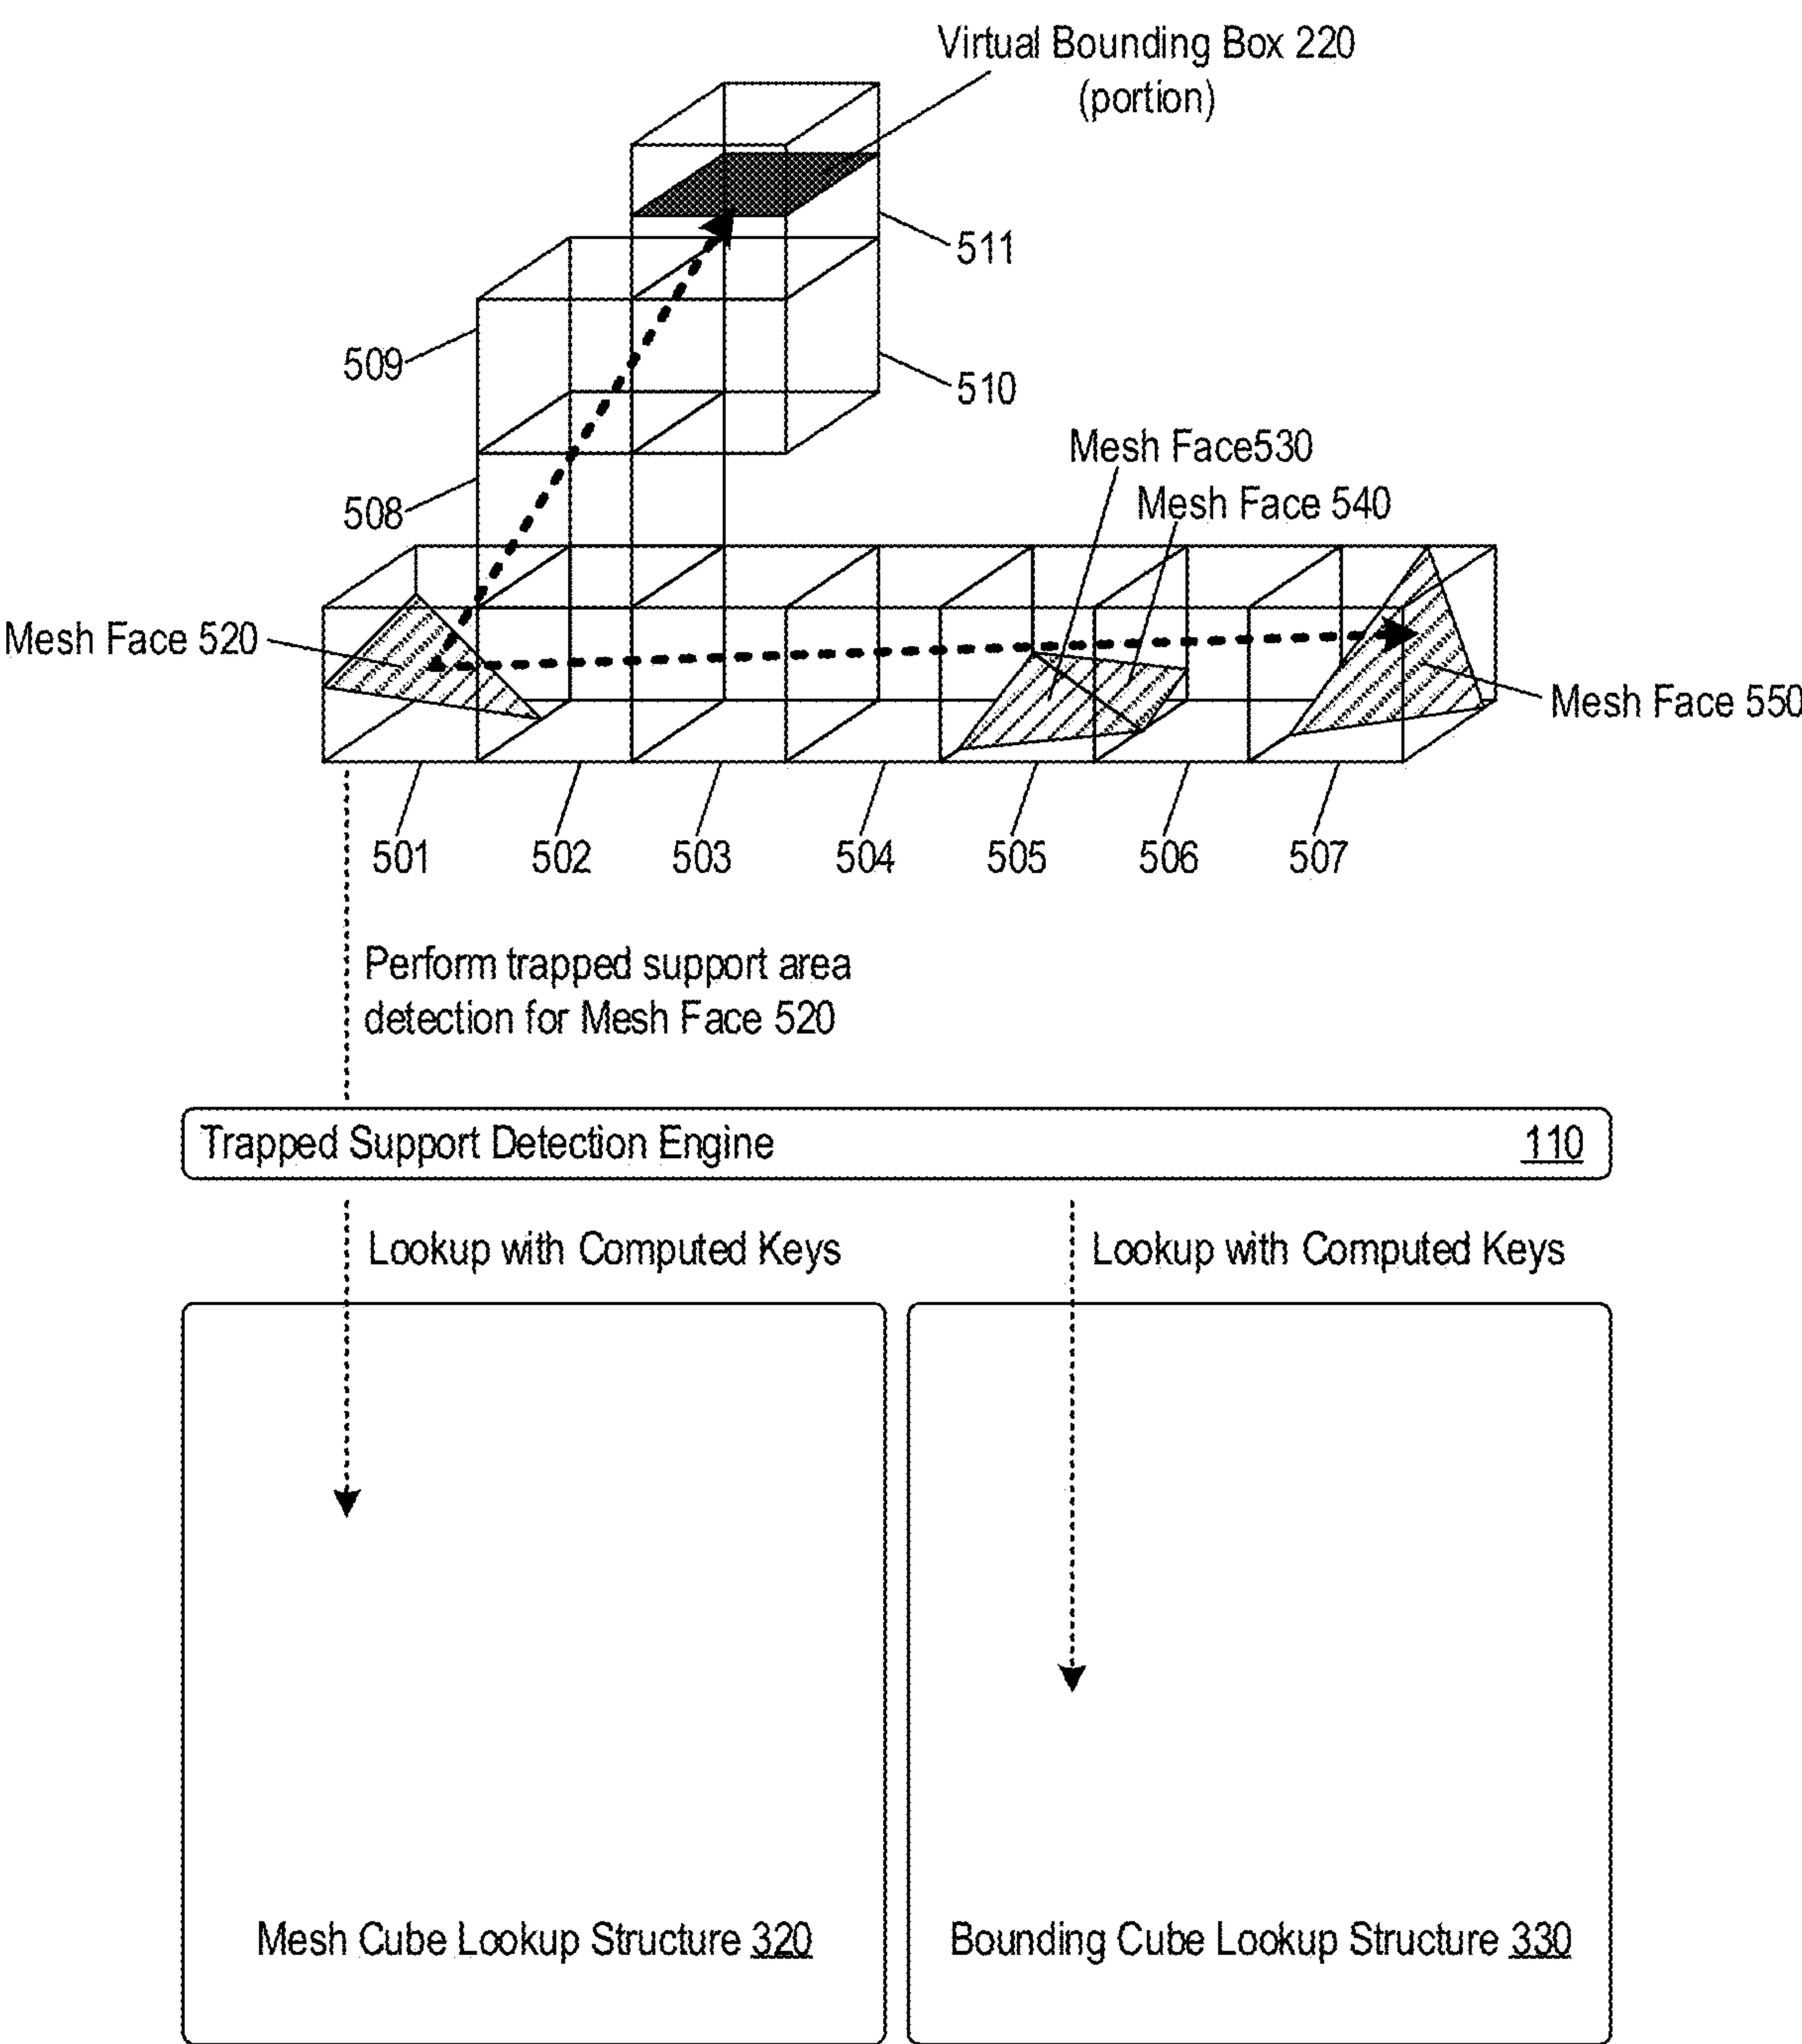 Virtual Bounding Box 220
(portion)
511
509
510
Mesh Face530
Mesh Face 540
508
Mesh Face 520
Mesh Face 550
501
502
503
504
505
506
507
Perform trapped support area
detection for Mesh Face 520
Trapped Support Detection Engine 110
Lookup with Computed Keys
Lookup with Computed Keys
Mesh Cube Lookup Structure 320
Bounding Cube Lookup Structure 330